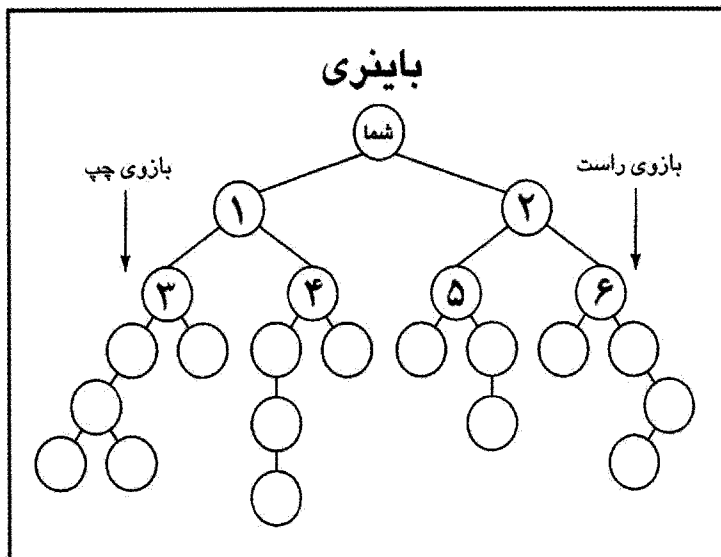 باینری
شما
بازوی چپ
بازوی راست
۱
۲
۳
۴
۵
۶